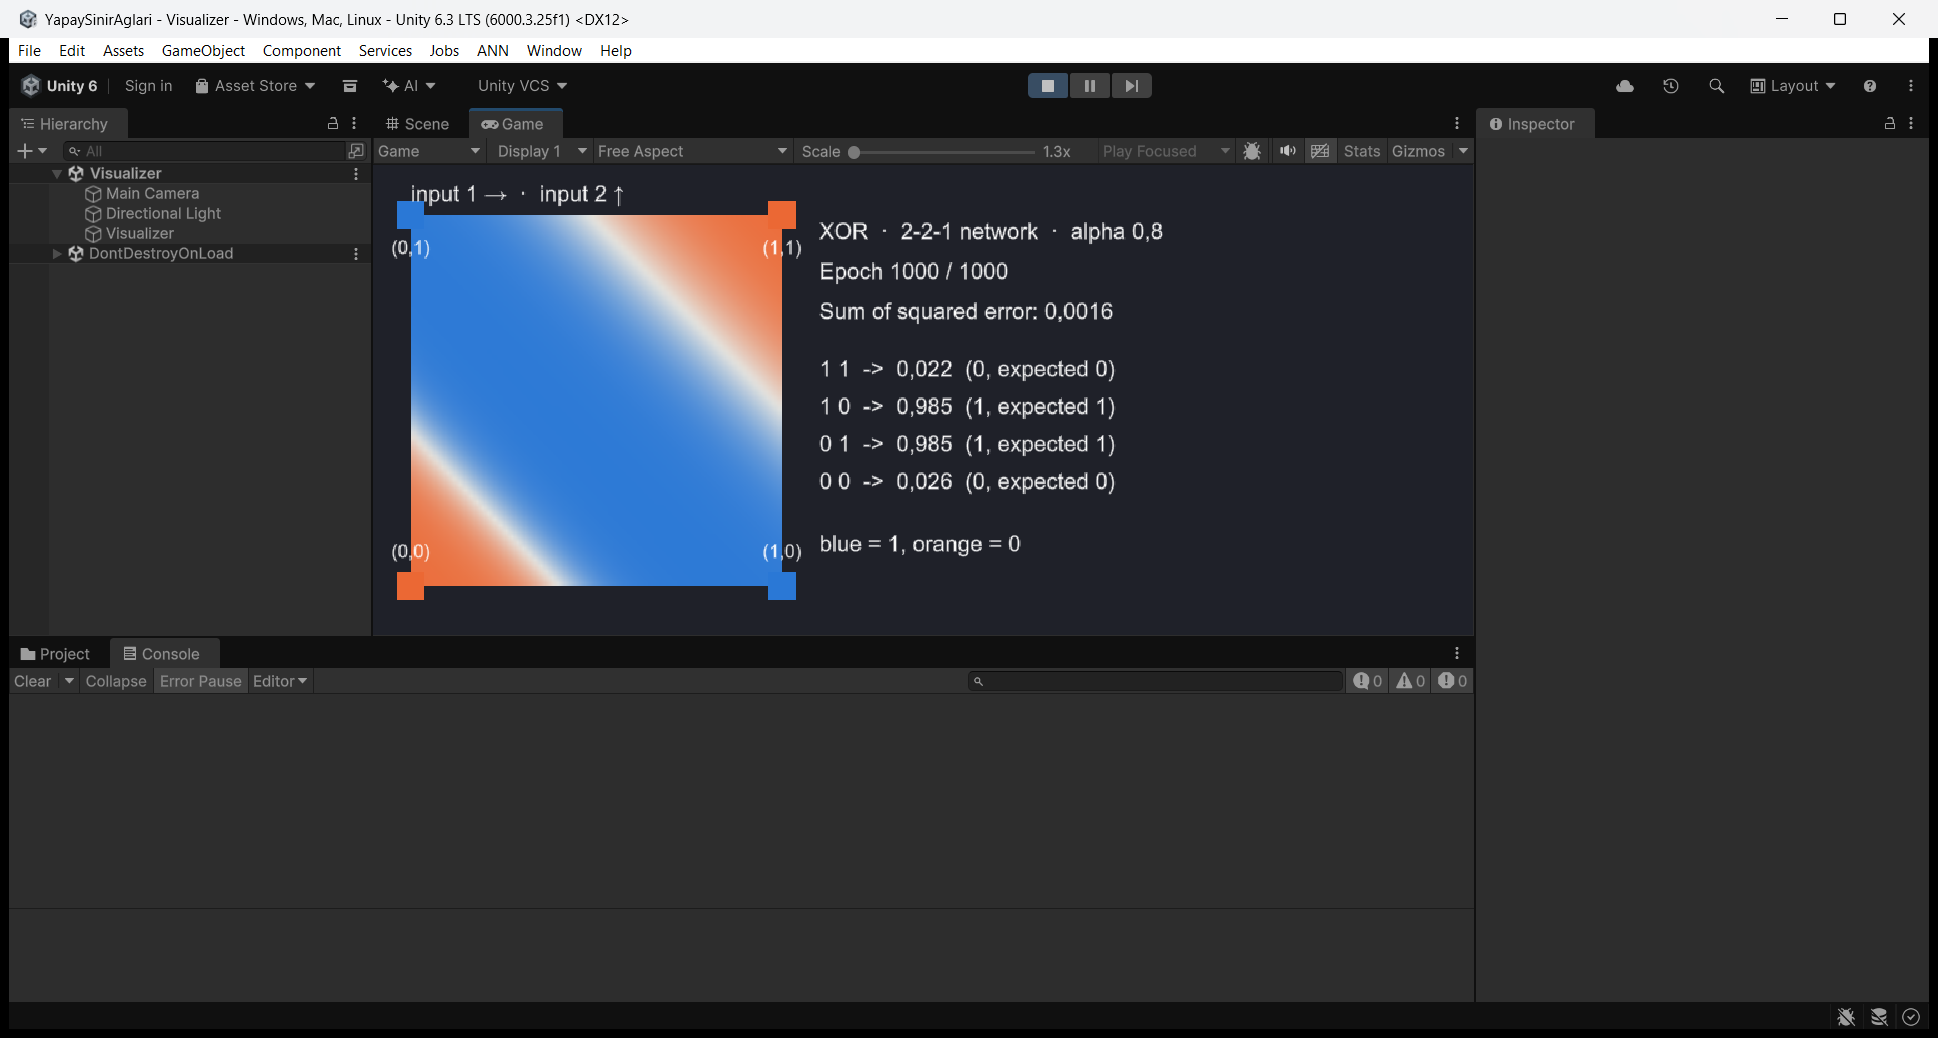 YapaySinirAglari - Visualizer - Windows, Mac, Linux - Unity 6.3 LTS (6000.3.25f1) <DX12>
File Edit Assets GameObject Component Services Jobs ANN Window Help
Unity 6 Sign in Asset Store AI Unity VCS Layout
Hierarchy Scene Game Inspector
All Game Display 1 Free Aspect Scale 1.3x Play Focused Stats Gizmos
Visualizer
Main Camera
Directional Light
Visualizer
DontDestroyOnLoad
input 1 → · input 2 ↑
(0,1) (1,1)
(0,0) (1,0)
XOR · 2-2-1 network · alpha 0,8
Epoch 1000 / 1000
Sum of squared error: 0,0016
1 1 -> 0,022 (0, expected 0)
1 0 -> 0,985 (1, expected 1)
0 1 -> 0,985 (1, expected 1)
0 0 -> 0,026 (0, expected 0)
blue = 1, orange = 0
Project Console
Clear Collapse Error Pause Editor 0 0 0